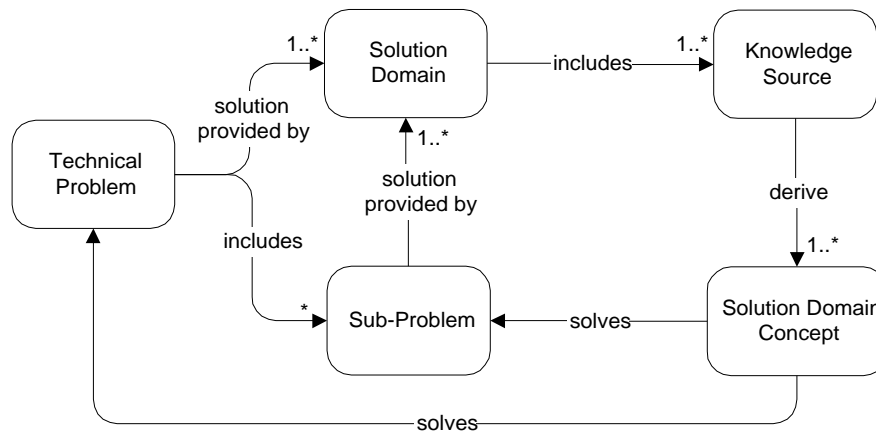 1..*
Solution
Domain
includes
1..*
Knowledge
Source
solution
provided by
1..*
Technical
Problem
solution
provided by
derive
includes
1..*
*
Sub-Problem
solves
Solution Domain
Concept
solves